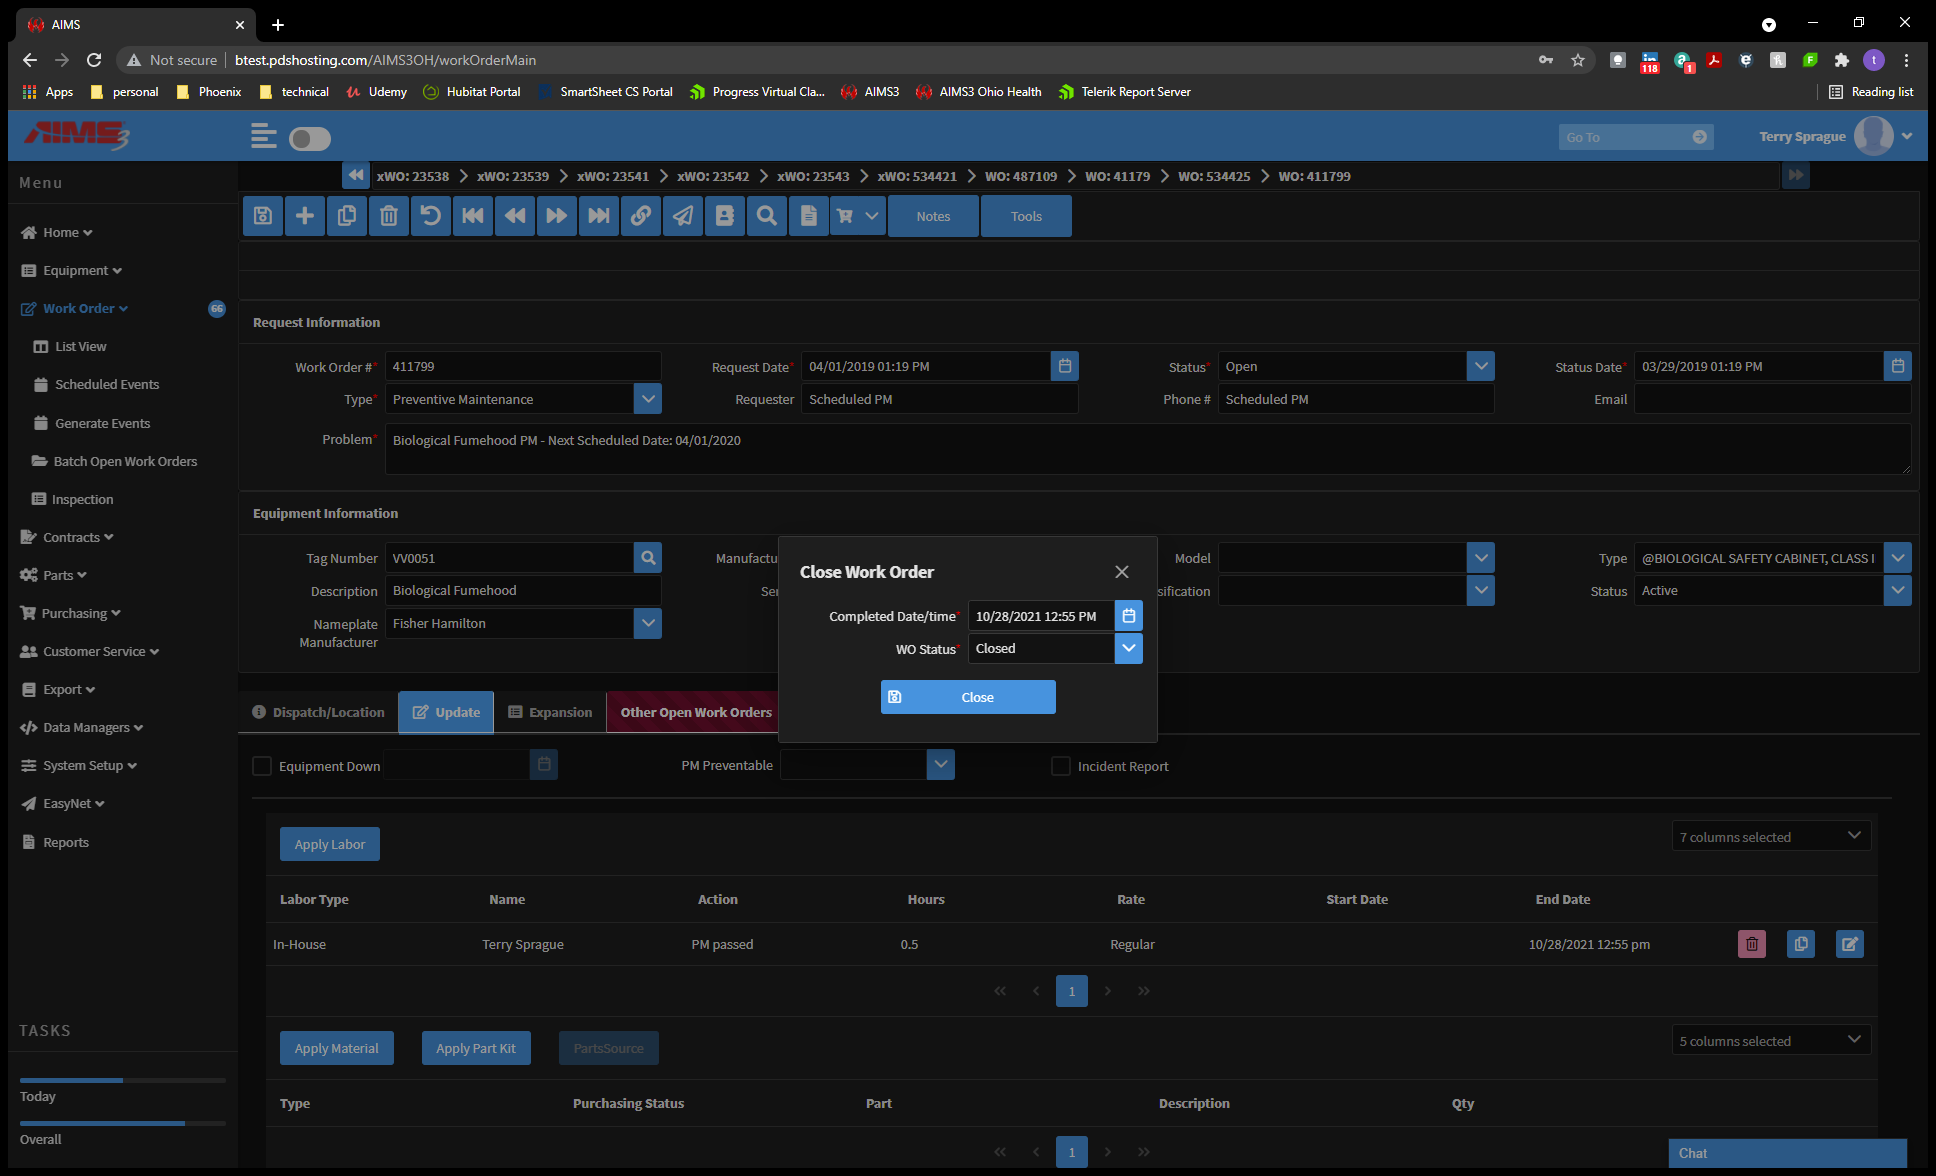 AIMS
Not secure btest.pdshosting.com/AIMS3OH/workOrderMain
118
1
t
Apps personal Phoenix technical Udemy Hubitat Portal SmartSheet CS Portal Progress Virtual Cla... AIMS3 AIMS3 Ohio Health Telerik Report Server Reading list
AIMS3 Go To Terry Sprague
Menu
xWO: 23538 xWO: 23539 xWO: 23541 xWO: 23542 xWO: 23543 xWO: 534421 WO: 487109 WO: 41179 WO: 534425 WO: 411799
Notes Tools
Home
Equipment
Work Order 66
List View
Scheduled Events
Generate Events
Batch Open Work Orders
Inspection
Contracts
Parts
Purchasing
Customer Service
Export
Data Managers
System Setup
EasyNet
Reports
TASKS
Today
Overall
Request Information
Work Order #* 411799 Request Date* 04/01/2019 01:19 PM Status* Open Status Date* 03/29/2019 01:19 PM
Type* Preventive Maintenance Requester Scheduled PM Phone # Scheduled PM Email
Problem* Biological Fumehood PM - Next Scheduled Date: 04/01/2020
Equipment Information
Tag Number VV0051 Manufactu Model Type @BIOLOGICAL SAFETY CABINET, CLASS I
Description Biological Fumehood Ser sification Status Active
Nameplate Manufacturer Fisher Hamilton
Close Work Order
Completed Date/time* 10/28/2021 12:55 PM
WO Status* Closed
Close
Dispatch/Location Update Expansion Other Open Work Orders
Equipment Down PM Preventable Incident Report
Apply Labor 7 columns selected
Labor Type Name Action Hours Rate Start Date End Date
In-House Terry Sprague PM passed 0.5 Regular 10/28/2021 12:55 pm
1
Apply Material Apply Part Kit PartsSource 5 columns selected
Type Purchasing Status Part Description Qty
1
Chat